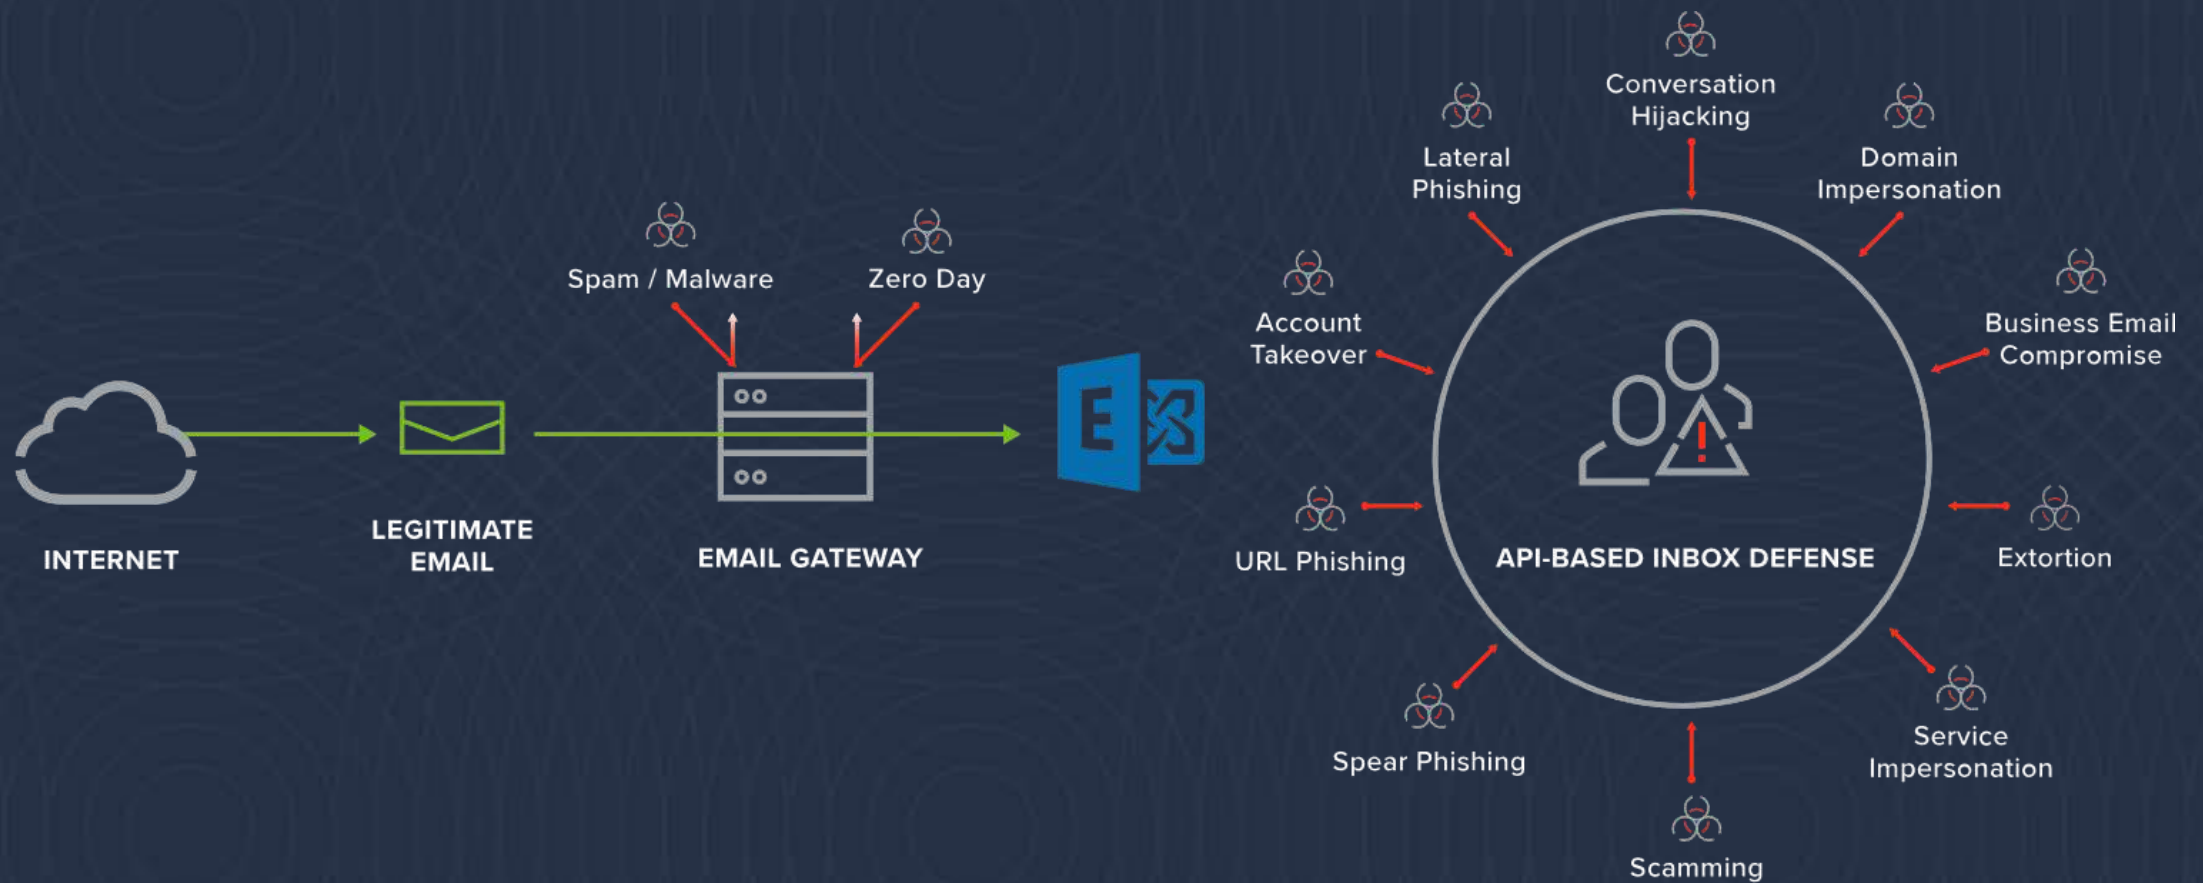 INTERNET
LEGITIMATE
EMAIL
Spam / Malware
Zero Day
EMAIL GATEWAY
E
Conversation
Hijacking
Lateral
Phishing
Domain
Impersonation
Account
Takeover
Business Email
Compromise
URL Phishing
API-BASED INBOX DEFENSE
Extortion
Spear Phishing
Service
Impersonation
Scamming